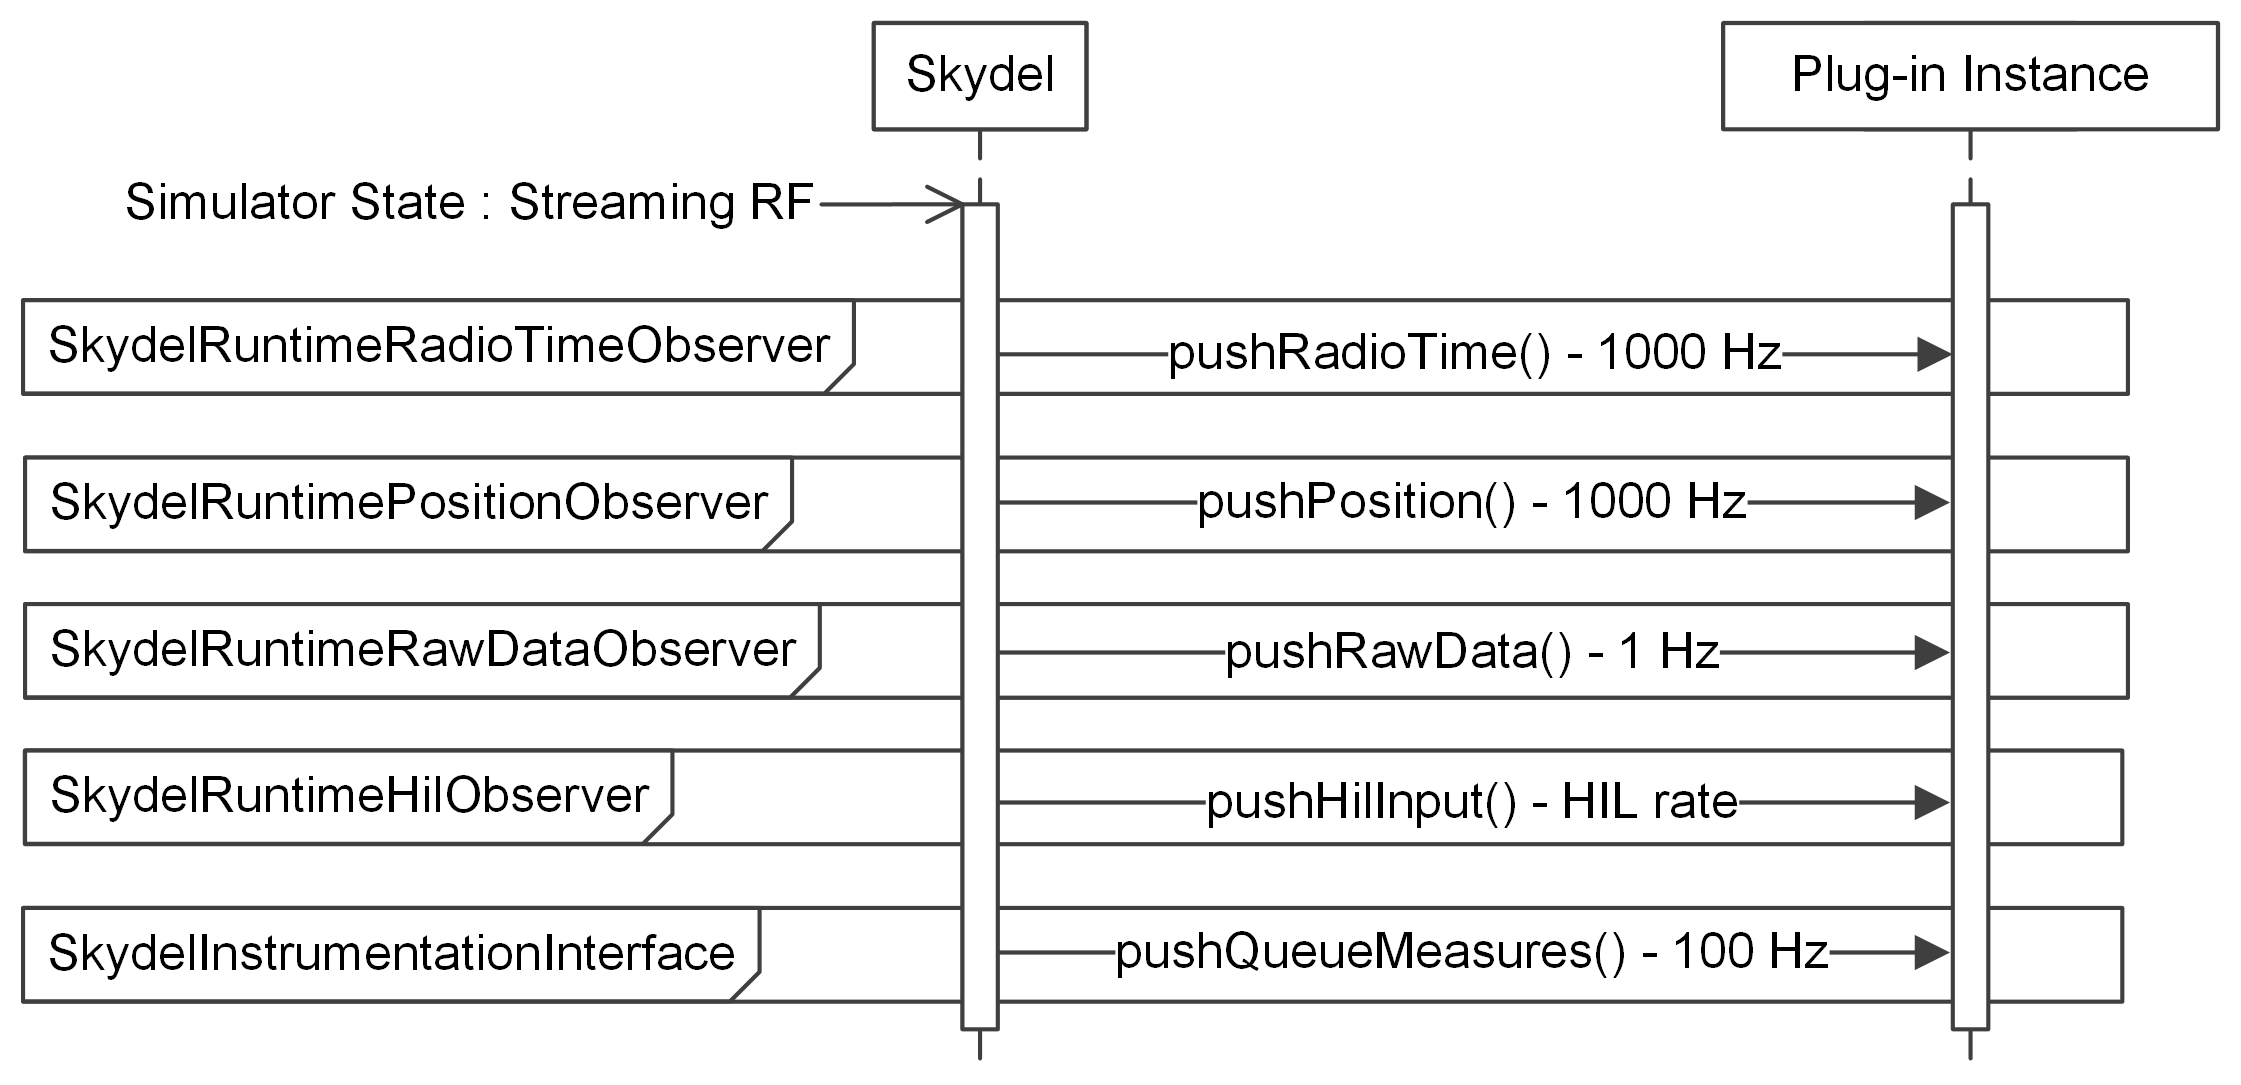 Skydel
Plug-in Instance
Simulator State : Streaming RF
SkydelRuntimeRadioTimeObserver
pushRadioTime() - 1000 Hz
SkydelRuntimePositionObserver
pushPosition() - 1000 Hz
SkydelRuntimeRawDataObserver
pushRawData() - 1 Hz
SkydelRuntimeHilObserver
pushHilInput() - HIL rate
SkydelInstrumentationInterface
pushQueueMeasures() - 100 Hz